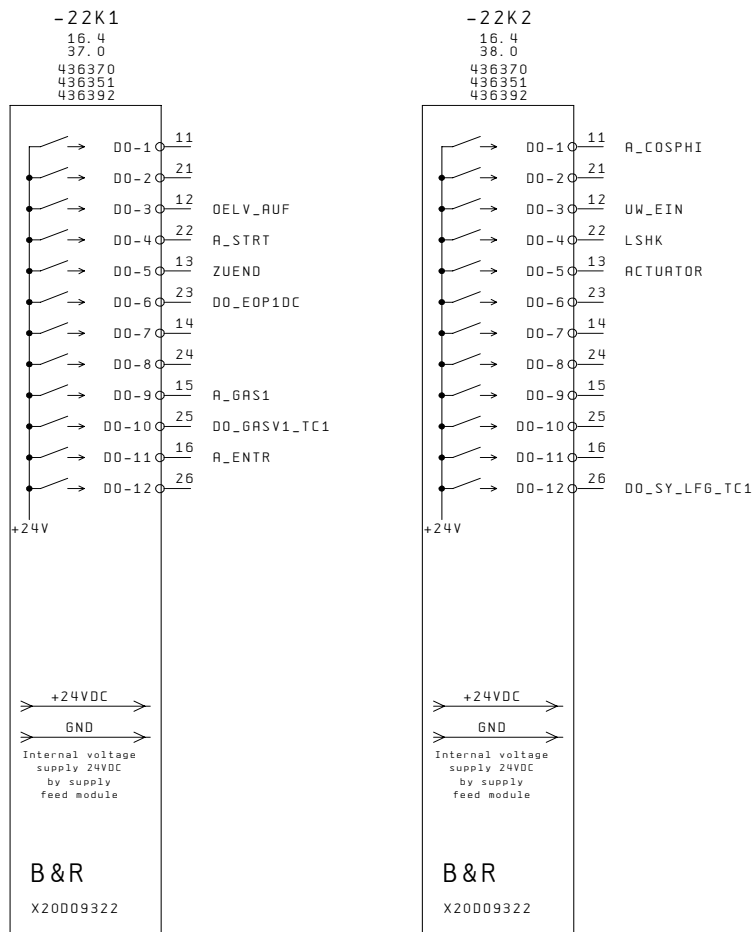 -22K1
16.4
37.0
436370
436351
436392
DO-1 11
DO-2 21
DO-3 12 OELV_AUF
DO-4 22 A_STRT
DO-5 13 ZUEND
DO-6 23 DO_EOP1DC
DO-7 14
DO-8 24
DO-9 15 A_GAS1
DO-10 25 DO_GASV1_TC1
DO-11 16 A_ENTR
DO-12 26
+24V
+24VDC
GND
Internal voltage
supply 24VDC
by supply
feed module
B&R
X20DO9322
-22K2
16.4
38.0
436370
436351
436392
DO-1 11 A_COSPHI
DO-2 21
DO-3 12 UW_EIN
DO-4 22 LSHK
DO-5 13 ACTUATOR
DO-6 23
DO-7 14
DO-8 24
DO-9 15
DO-10 25
DO-11 16
DO-12 26 DO_SY_LFG_TC1
+24V
+24VDC
GND
Internal voltage
supply 24VDC
by supply
feed module
B&R
X20DO9322